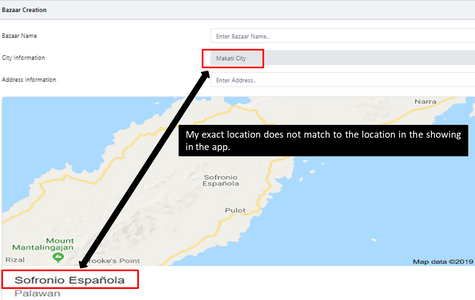 Bazaar Creation
Bazaar Name
Enter Bazaar Name..
City Information
Makati City
Address Information
Enter Address..
Narra
My exact location does not match to the location in the showing
in the app.
Sofronio
Española
Pulot
Mount
Mantalingajan
Rizal
Brooke's Point
Map data ©2019
Sofronio Española
Palawan